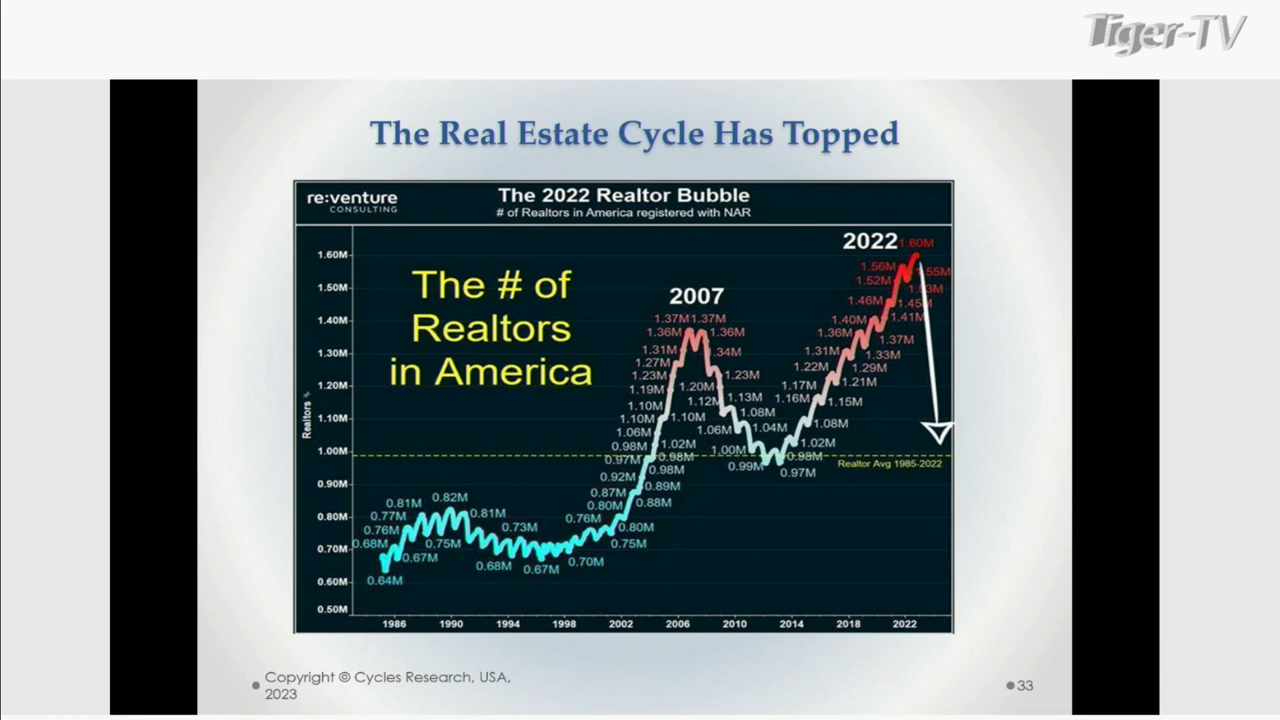 Tiger-TV
The Real Estate Cycle Has Topped
re:venture
CONSULTING
The 2022 Realtor Bubble
# of Realtors in America registered with NAR
The # of
Realtors
in America
2007
2022
1.60M
1.56M
1.55M
1.52M
1.53M
1.46M
1.45M
1.40M
1.41M
1.36M
1.37M
1.31M
1.33M
1.22M
1.29M
1.17M
1.21M
1.16M
1.15M
1.08M
1.02M
0.98M
0.97M
1.37M 1.37M
1.36M
1.36M
1.31M
1.34M
1.27M
1.23M
1.23M
1.19M
1.20M
1.12M
1.13M
1.10M
1.10M
1.10M
1.08M
1.06M
1.06M
1.04M
0.98M
1.02M
1.00M
0.97M
0.98M
0.99M
0.92M
0.98M
0.87M
0.89M
0.80M
0.88M
0.76M
0.80M
0.75M
0.70M
0.81M
0.82M
0.77M
0.81M
0.76M
0.73M
0.68M
0.75M
0.67M
0.68M
0.67M
0.64M
Realtor Avg 1985-2022
Realtors
1.60M
1.50M
1.40M
1.30M
1.20M
1.10M
1.00M
0.90M
0.80M
0.70M
0.60M
0.50M
1986 1990 1994 1998 2002 2006 2010 2014 2018 2022
Copyright © Cycles Research, USA,
2023
33